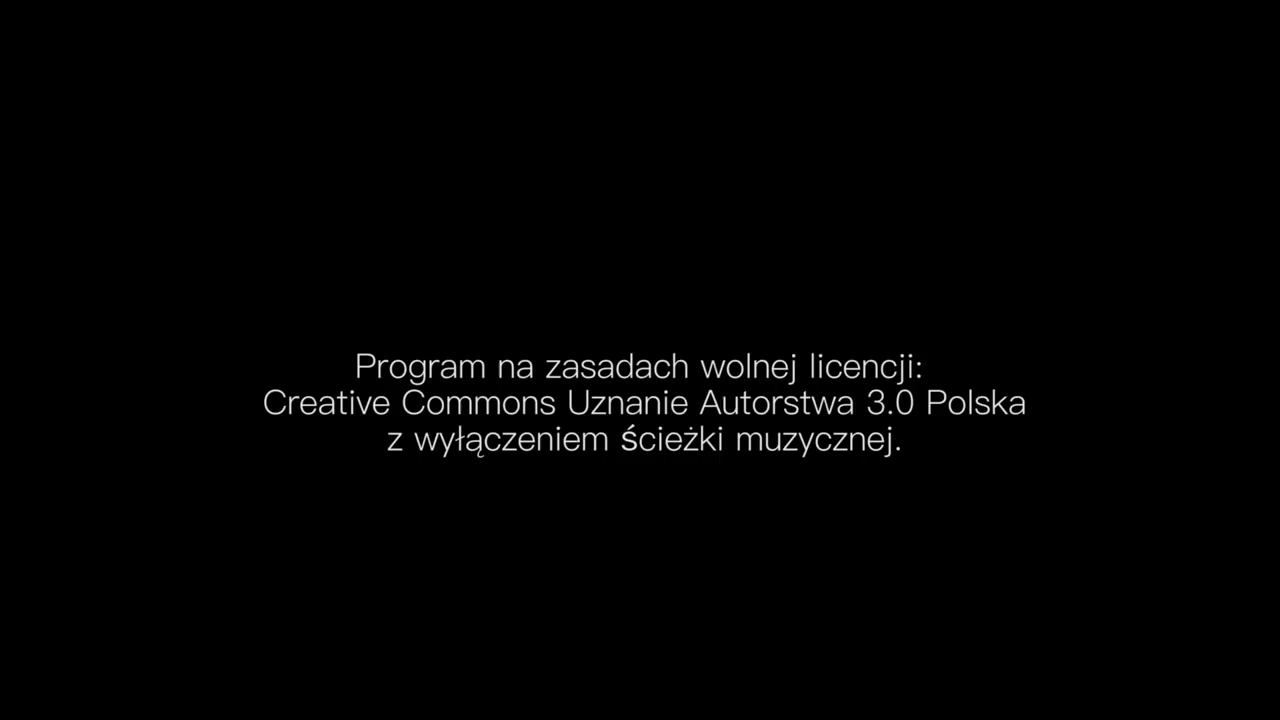 Program na zasadach wolnej licencji:
Creative Commons Uznanie Autorstwa 3.0 Polska
z wyłączeniem ścieżki muzycznej.